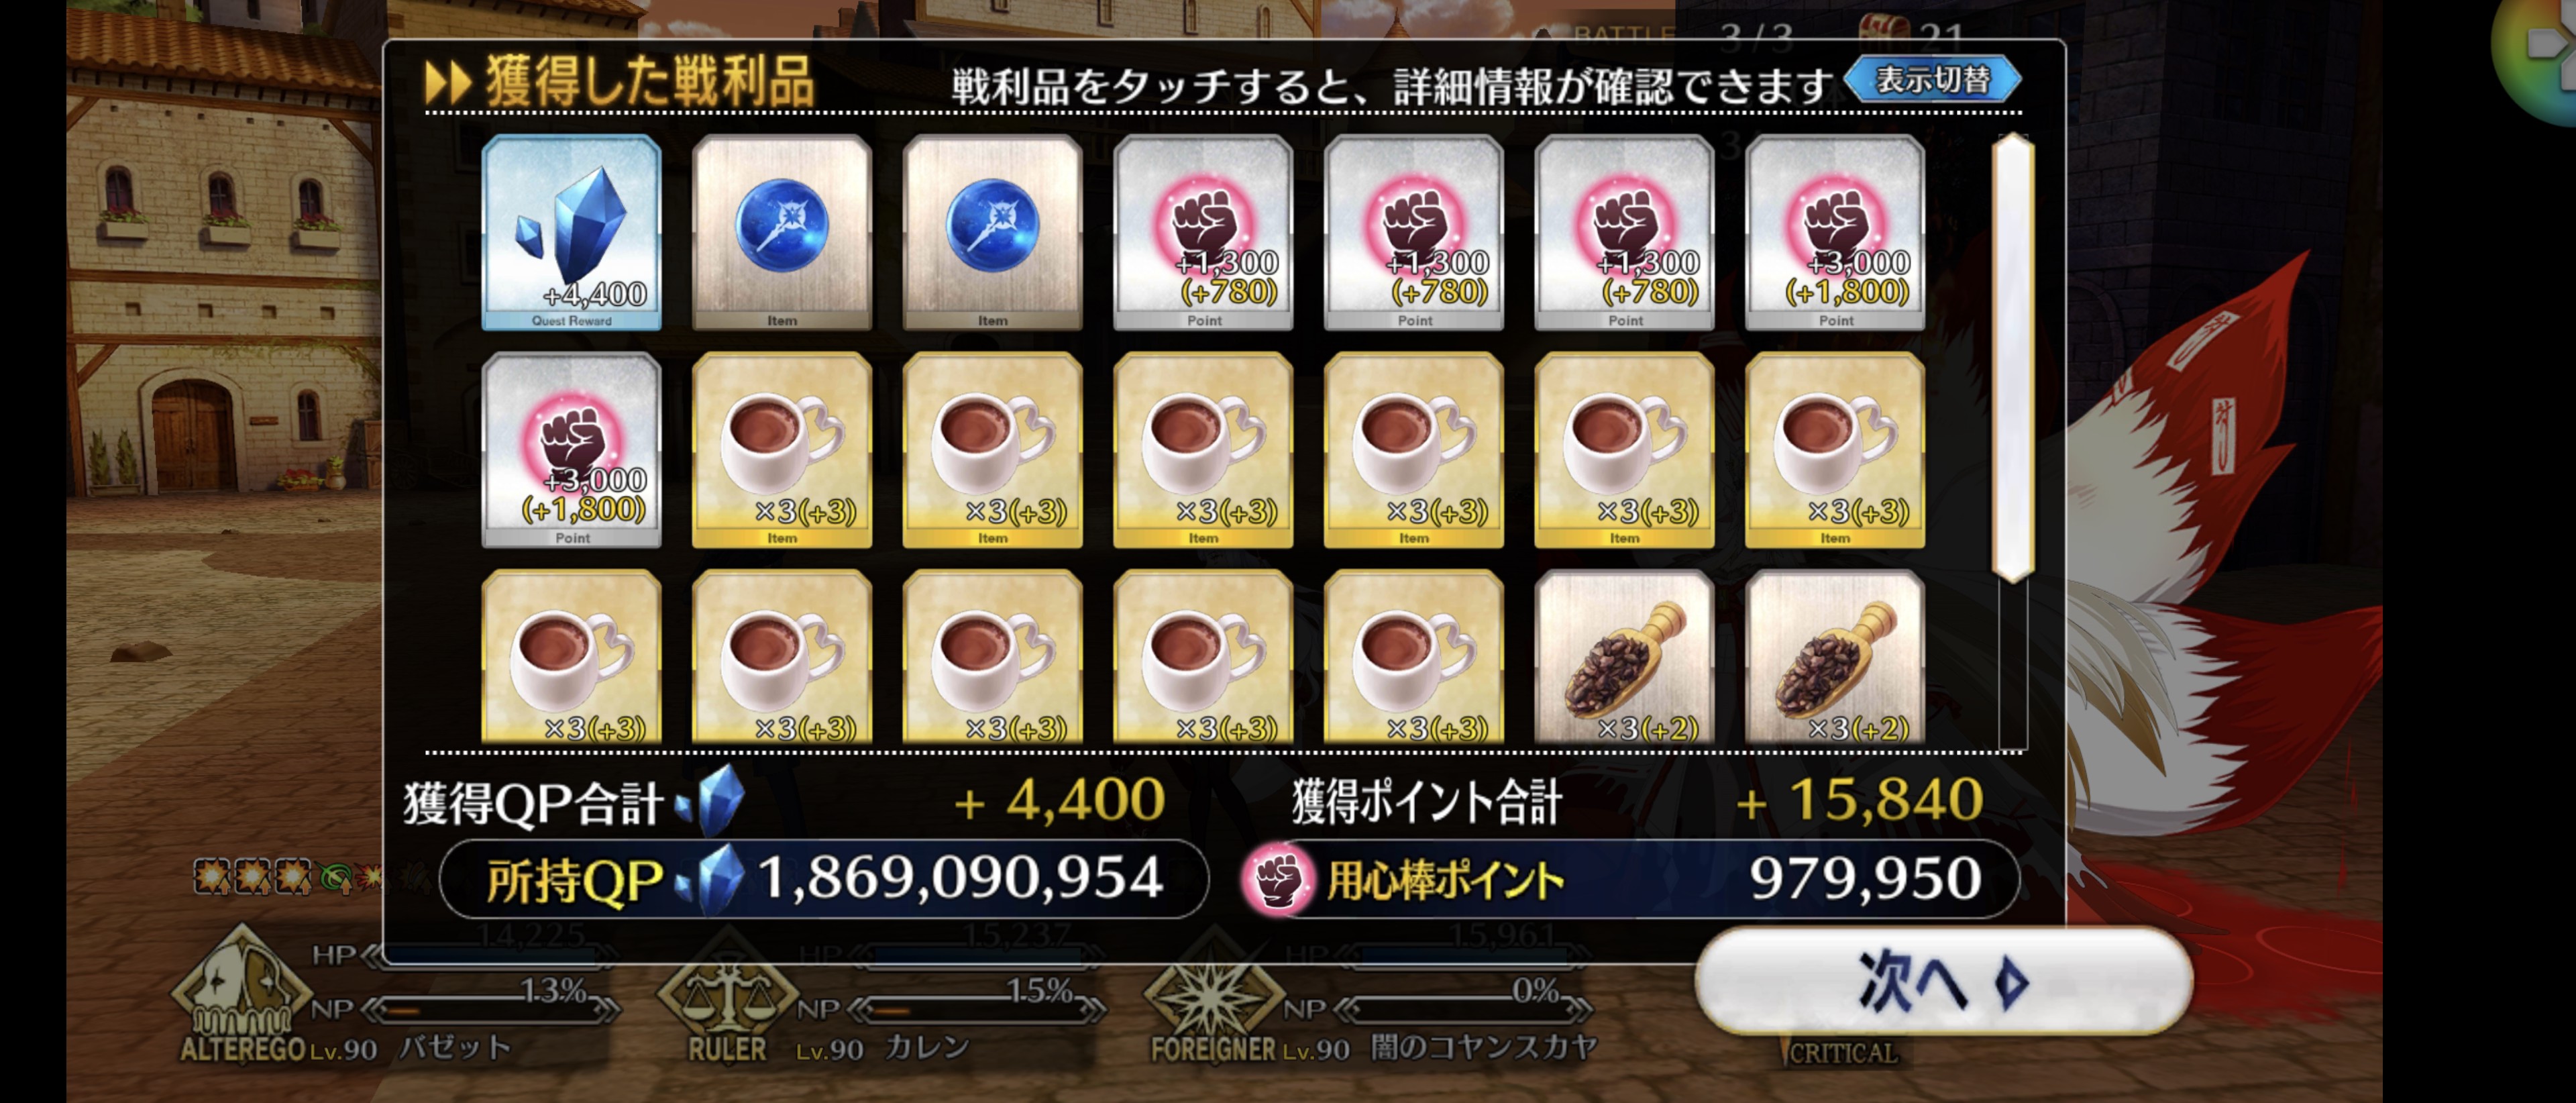 BATTLE 3/3 21
獲得した戦利品
戦利品をタッチすると、詳細情報が確認できます
表示切替
+4,400
Quest Reward
Item
Item
+1,300
(+780)
Point
+1,300
(+780)
Point
+1,300
(+780)
Point
+3,000
(+1,800)
Point
+3,000
(+1,800)
Point
×3(+3)
Item
×3(+3)
Item
×3(+3)
Item
×3(+3)
Item
×3(+3)
Item
×3(+3)
Item
×3(+3)
×3(+3)
×3(+3)
×3(+3)
×3(+3)
×3(+2)
×3(+2)
獲得QP合計 + 4,400
獲得ポイント合計 + 15,840
所持QP 1,869,090,954
用心棒ポイント 979,950
次へ
HP 14,225
NP 13%
ALTEREGO Lv.90 バゼット
HP 15,237
NP 15%
RULER Lv.90 カレン
HP 15,961
NP 0%
FOREIGNER Lv.90 闇のコヤンスカヤ
CRITICAL